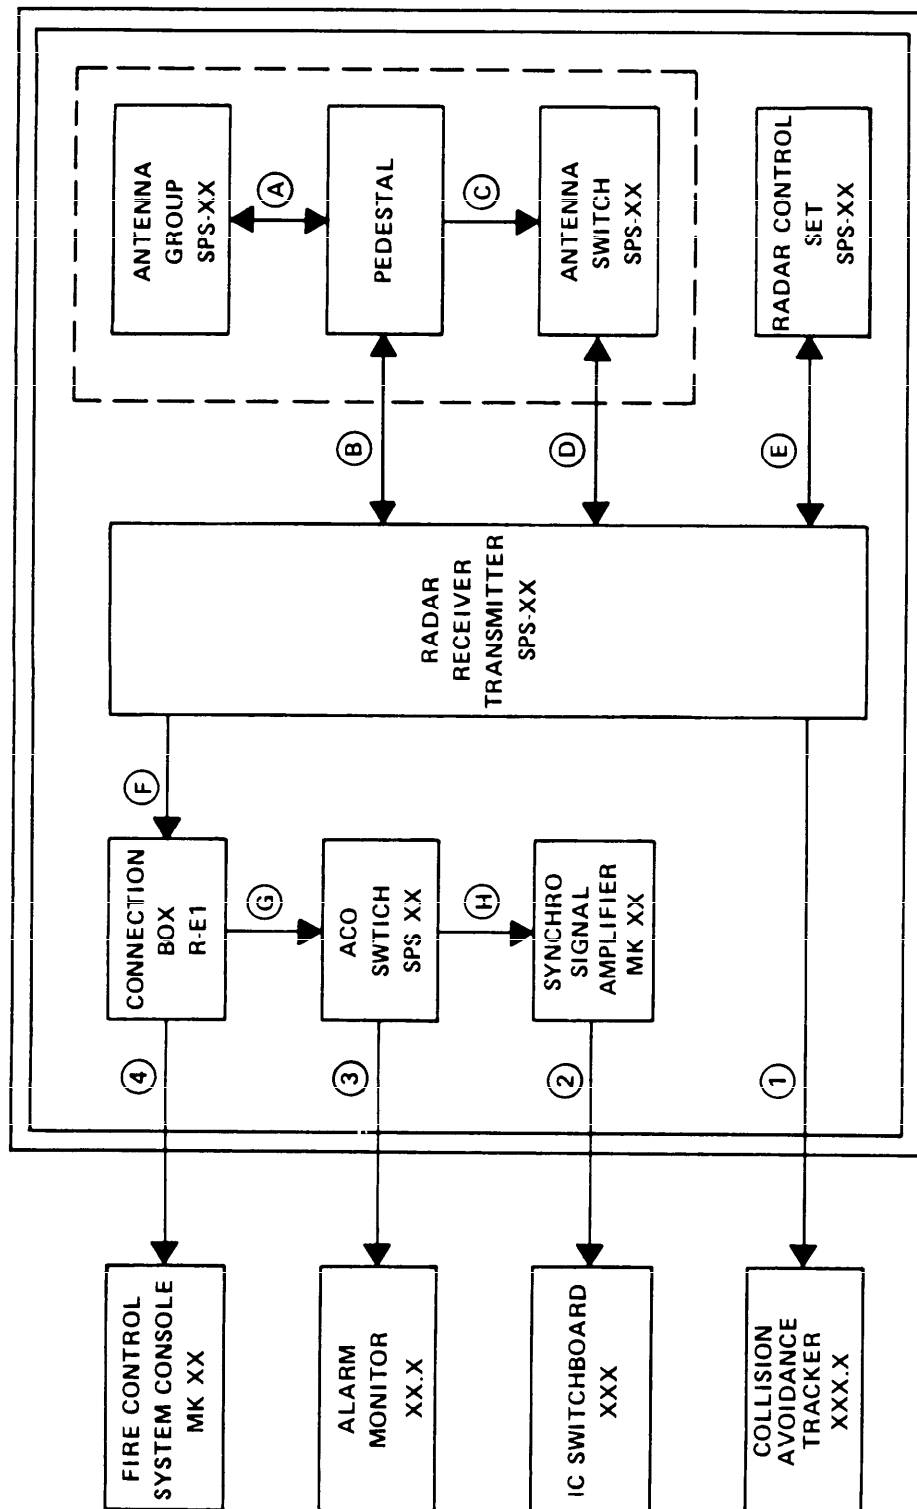 FIRE CONTROL
SYSTEM CONSOLE
MK XX
4
CONNECTION
BOX
R-E1
F
ALARM
MONITOR
XX.X
3
G
ACO
SWTICH
SPS XX
IC SWITCHBOARD
XXX
2
H
SYNCHRO
SIGNAL
AMPLIFIER
MK XX
COLLISION
AVOIDANCE
TRACKER
XXX.X
1
RADAR
RECEIVER
TRANSMITTER
SPS-XX
B
D
E
ANTENNA
GROUP
SPS-XX
A
PEDESTAL
C
ANTENNA
SWITCH
SPS-XX
RADAR CONTROL
SET
SPS-XX